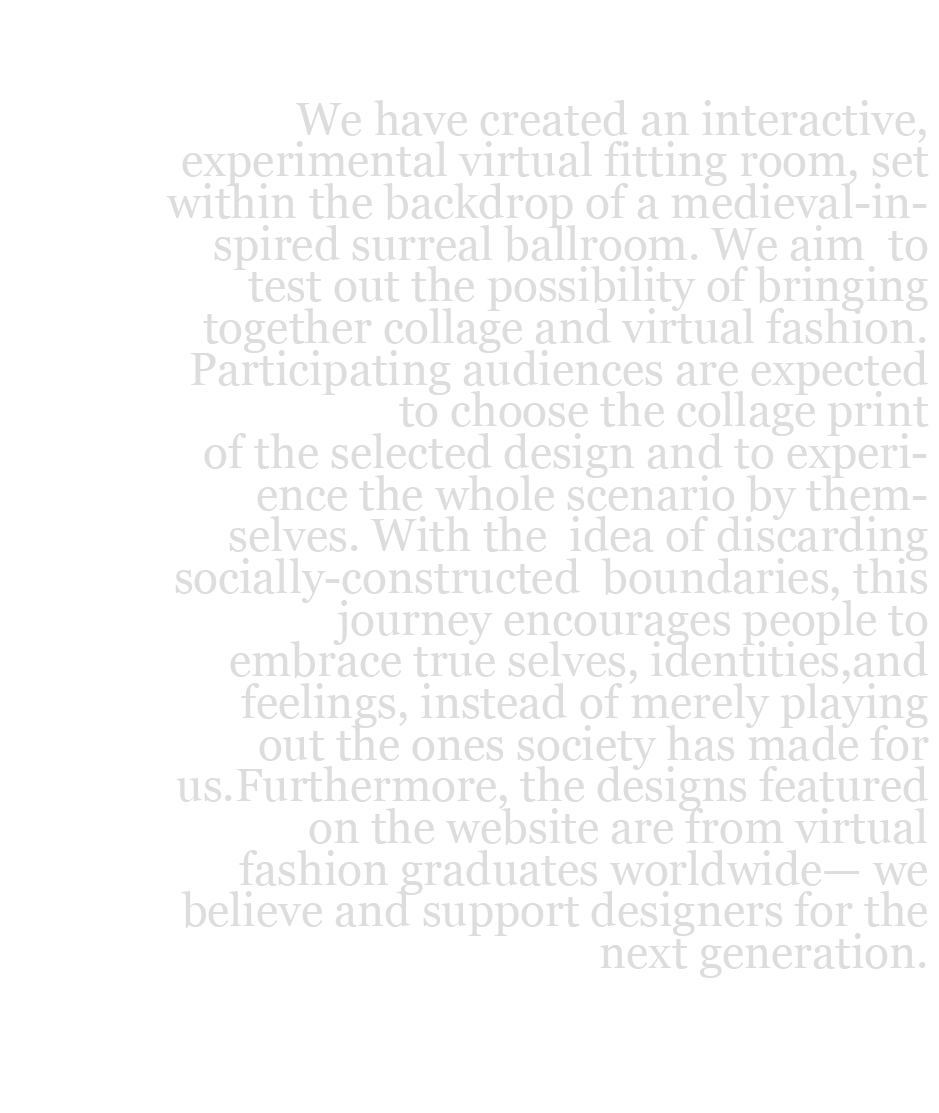 We have created an interactive,
experimental virtual fitting room, set
within the backdrop of a medieval-in-
spired surreal ballroom. We aim  to
test out the possibility of bringing
together collage and virtual fashion.
Participating audiences are expected
to choose the collage print
of the selected design and to experi-
ence the whole scenario by them-
selves. With the  idea of discarding
socially-constructed  boundaries, this
journey encourages people to
embrace true selves, identities,and
feelings, instead of merely playing
out the ones society has made for
us.Furthermore, the designs featured
on the website are from virtual
fashion graduates worldwide— we
believe and support designers for the
next generation.